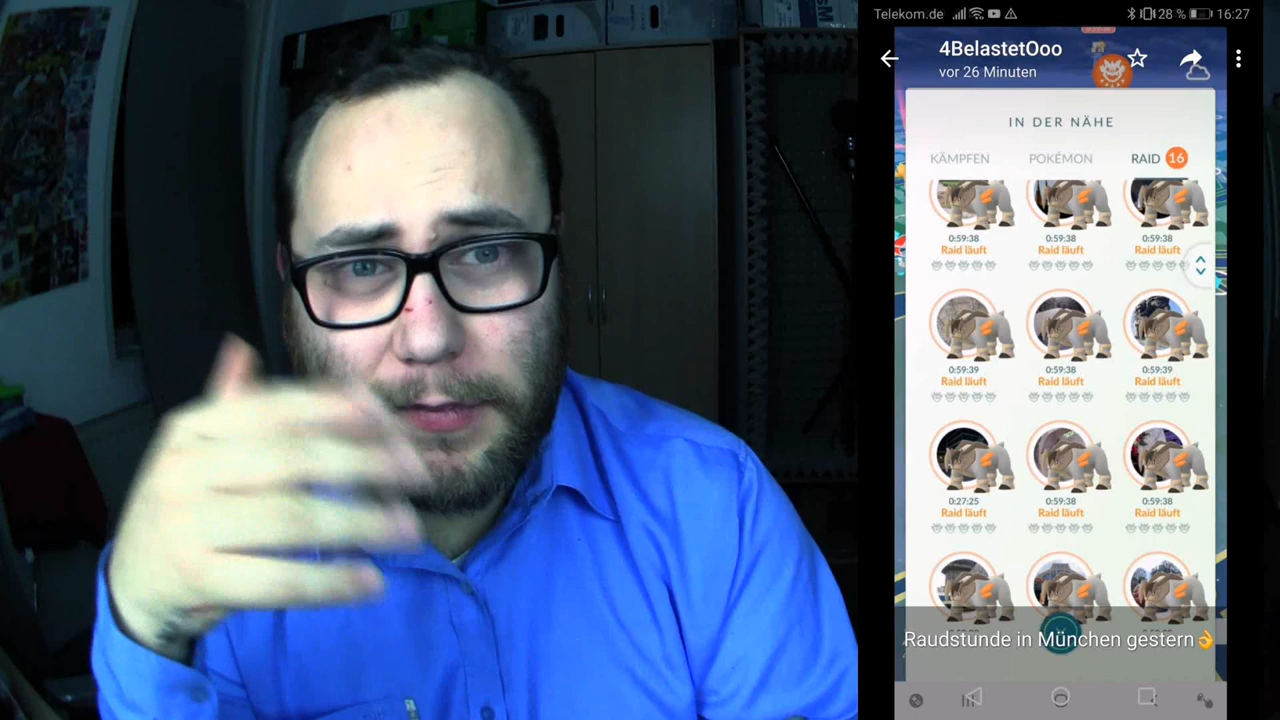 Telekom.de
28 % 16:27
4BelastetOoo
vor 26 Minuten
IN DER NÄHE
KÄMPFEN POKÉMON RAID 16
0:59:38 0:59:38 0:59:38
Raid läuft Raid läuft Raid läuft
0:59:39 0:59:38 0:59:39
Raid läuft Raid läuft Raid läuft
0:27:25 0:59:38 0:59:38
Raid läuft Raid läuft Raid läuft
Raudstunde in München gestern👌